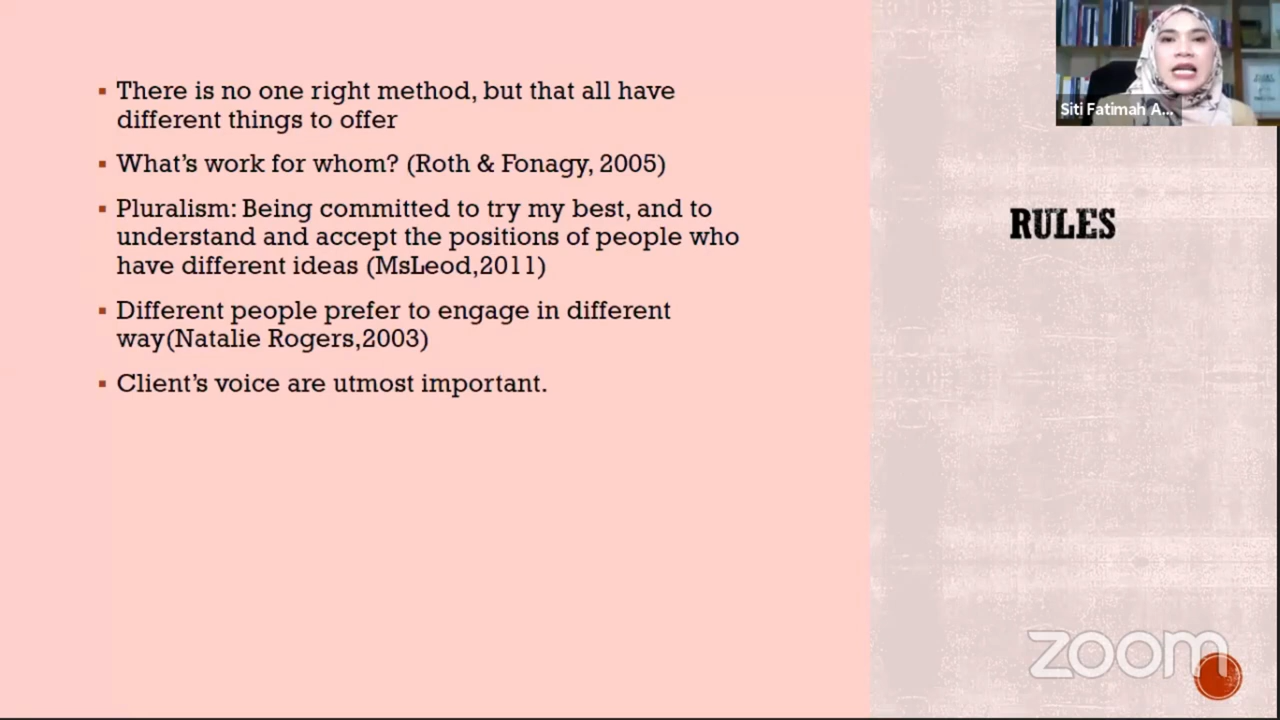 There is no one right method, but that all have
different things to offer
What's work for whom? (Roth & Fonagy, 2005)
Pluralism: Being committed to try my best, and to
understand and accept the positions of people who
have different ideas (MsLeod,2011)
Different people prefer to engage in different
way(Natalie Rogers,2003)
Client's voice are utmost important.
Siti Fatimah A...
RULES
zoom